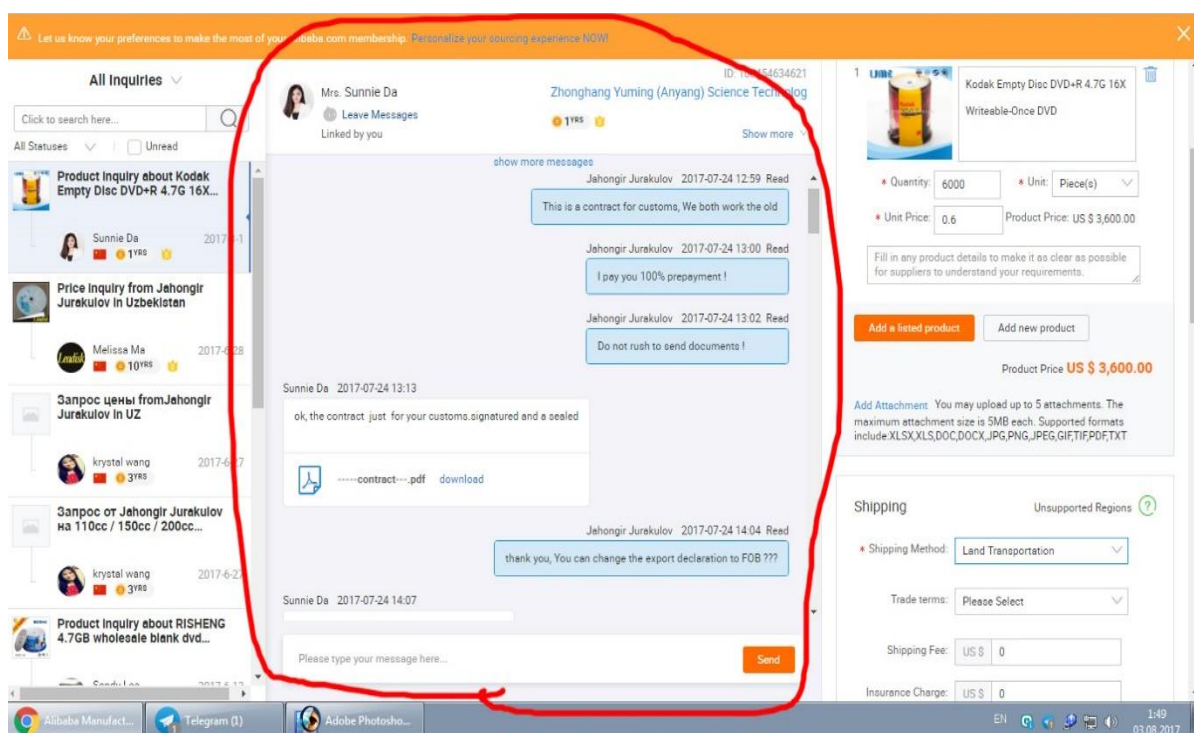 Let us know your preferences to make the most of your Alibaba.com membership. Personalize your sourcing experience NOW!
All Inquiries
Click to search here...
All Statuses
Unread
Product Inquiry about Kodak
Empty Disc DVD+R 4.7G 16X...
Sunnie Da
1YRS
Price Inquiry from Jahongir
Jurakulov in Uzbekistan
Melissa Ma
2017-6-28
10YRS
Запрос цены fromJahongir
Jurakulov in UZ
krystal wang
2017-6-27
3YRS
Запрос от Jahongir Jurakulov
на 110cc / 150cc / 200cc...
krystal wang
2017-6-27
3YRS
Product Inquiry about RISHENG
4.7GB wholesale blank dvd...
Mrs. Sunnie Da
Leave Messages
Linked by you
Zhonghang Yuming (Anyang) Science Technolog
1YRS
Show more
show more messages
Jahongir Jurakulov 2017-07-24 12:59 Read
This is a contract for customs, We both work the old
Jahongir Jurakulov 2017-07-24 13:00 Read
I pay you 100% prepayment !
Jahongir Jurakulov 2017-07-24 13:02 Read
Do not rush to send documents !
Sunnie Da 2017-07-24 13:13
ok, the contract just for your customs.signatured and a sealed
-----contract---.pdf download
Jahongir Jurakulov 2017-07-24 14:04 Read
thank you, You can change the export declaration to FOB ???
Sunnie Da 2017-07-24 14:07
Please type your message here...
Send
1
Kodak Empty Disc DVD+R 4.7G 16X
Writeable-Once DVD
* Quantity: 6000 * Unit: Piece(s)
* Unit Price: 0.6 Product Price: US $ 3,600.00
Fill in any product details to make it as clear as possible
for suppliers to understand your requirements.
Add a listed product
Add new product
Product Price US $ 3,600.00
Add Attachment You may upload up to 5 attachments. The
maximum attachment size is 5MB each. Supported formats
include:XLSX,XLS,DOC,DOCX,JPG,PNG,JPEG,GIF,TIF,PDF,TXT
Shipping
Unsupported Regions ?
* Shipping Method: Land Transportation
Trade terms: Please Select
Shipping Fee: US $ 0
Insurance Charge: US $ 0
Alibaba Manufact...
Telegram (1)
Adobe Photosho...
EN
1:49
03.08.2017